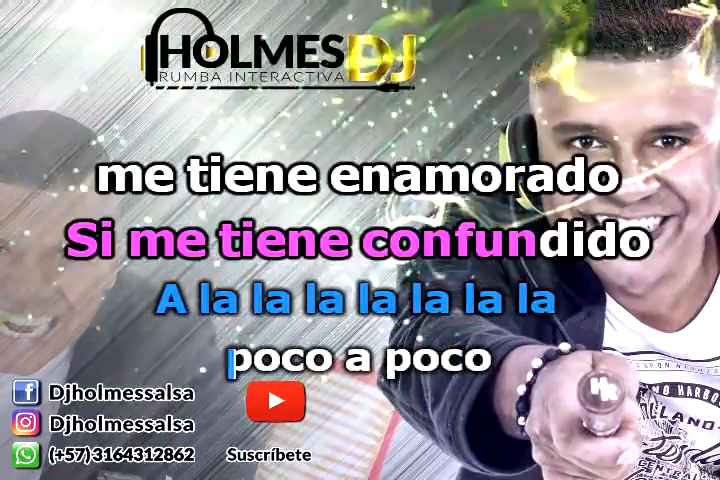 HOLMES DJ
RUMBA INTERACTIVA
me tiene enamorado
Si me tiene confundido
A la la la la la la la
poco a poco
Djholmessalsa
Djholmessalsa
(+57)3164312862
Suscríbete